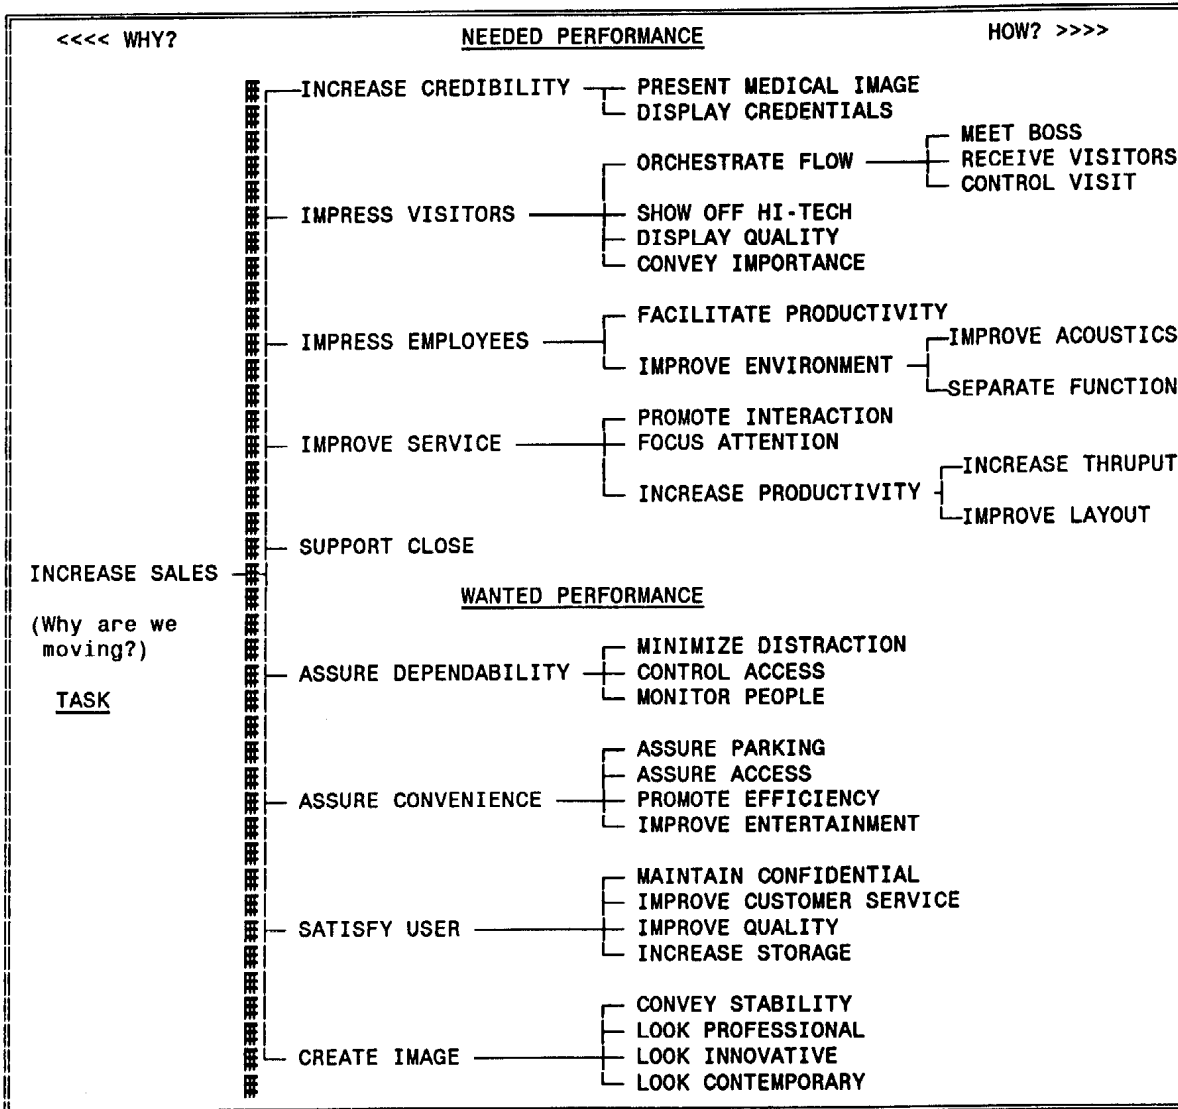 <<<< WHY? NEEDED PERFORMANCE HOW? >>>>
INCREASE CREDIBILITY PRESENT MEDICAL IMAGE
DISPLAY CREDENTIALS
MEET BOSS
ORCHESTRATE FLOW RECEIVE VISITORS
CONTROL VISIT
IMPRESS VISITORS SHOW OFF HI-TECH
DISPLAY QUALITY
CONVEY IMPORTANCE
FACILITATE PRODUCTIVITY
IMPROVE ACOUSTICS
IMPRESS EMPLOYEES
IMPROVE ENVIRONMENT
SEPARATE FUNCTION
PROMOTE INTERACTION
IMPROVE SERVICE FOCUS ATTENTION
INCREASE THRUPUT
INCREASE PRODUCTIVITY
IMPROVE LAYOUT
SUPPORT CLOSE
INCREASE SALES
WANTED PERFORMANCE
(Why are we
moving?)
MINIMIZE DISTRACTION
ASSURE DEPENDABILITY CONTROL ACCESS
TASK MONITOR PEOPLE
ASSURE PARKING
ASSURE ACCESS
ASSURE CONVENIENCE PROMOTE EFFICIENCY
IMPROVE ENTERTAINMENT
MAINTAIN CONFIDENTIAL
IMPROVE CUSTOMER SERVICE
SATISFY USER IMPROVE QUALITY
INCREASE STORAGE
CONVEY STABILITY
LOOK PROFESSIONAL
CREATE IMAGE LOOK INNOVATIVE
LOOK CONTEMPORARY